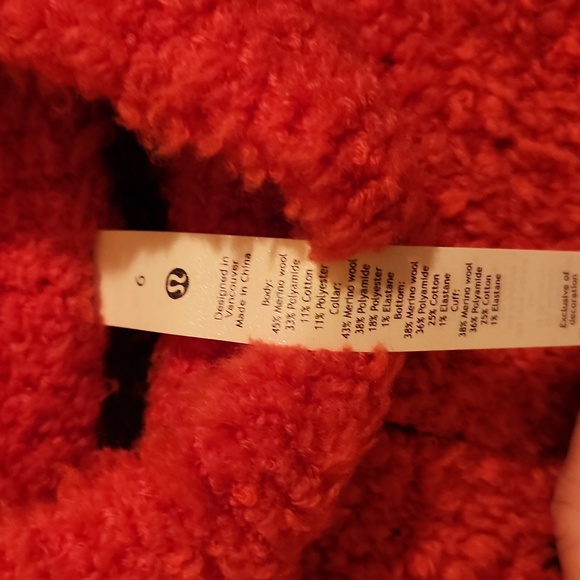 6
Designed in
Vancouver
Made in China
Body:
45% Merino wool
33% Polyamide
11% Cotton
11% Polyester
Collar:
43% Merino wool
38% Polyamide
18% Polyester
1% Elastane
Bottom:
38% Merino wool
36% Polyamide
25% Cotton
1% Elastane
Cuff:
38% Merino wool
36% Polyamide
25% Cotton
1% Elastane
Exclusive of
decoration